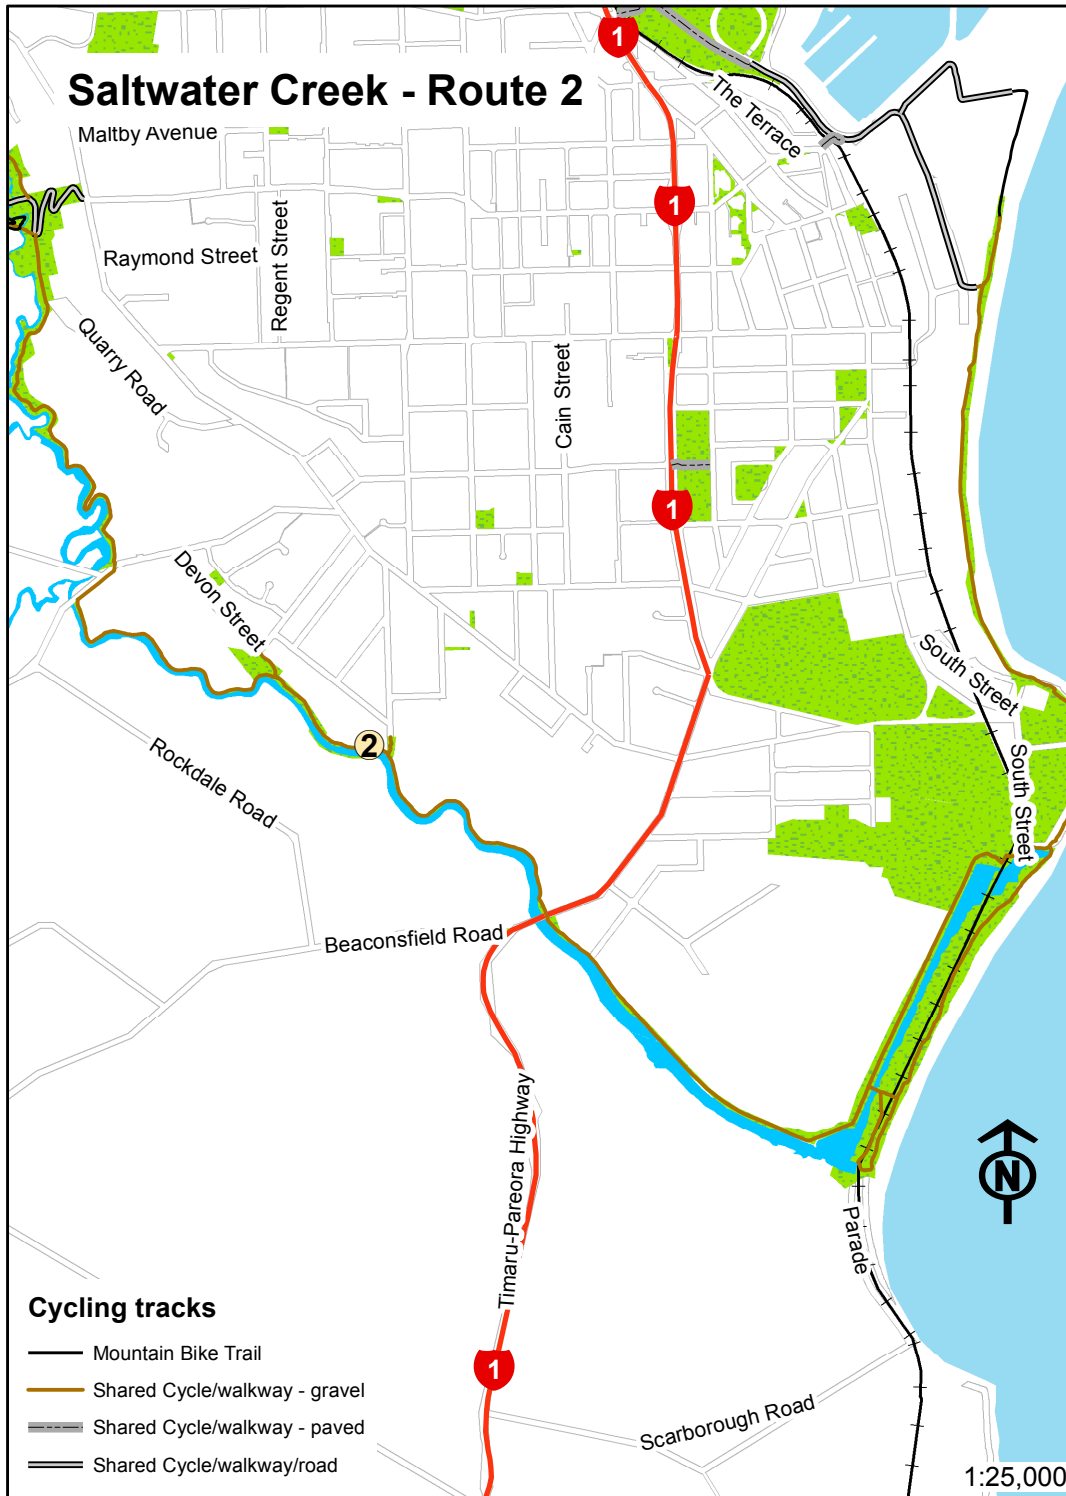 1
Saltwater Creek - Route 2
The Terrace
Maltby Avenue
1
Regent Street
Raymond Street
Quarry Road
Cain Street
1
Devon Street
South Street
2
Rockdale Road
South Street
Beaconsfield Road
Timaru-Pareora Highway
N
Parade
Cycling tracks
Mountain Bike Trail
1
Shared Cycle/walkway - gravel
Shared Cycle/walkway - paved
Scarborough Road
Shared Cycle/walkway/road
1:25,000